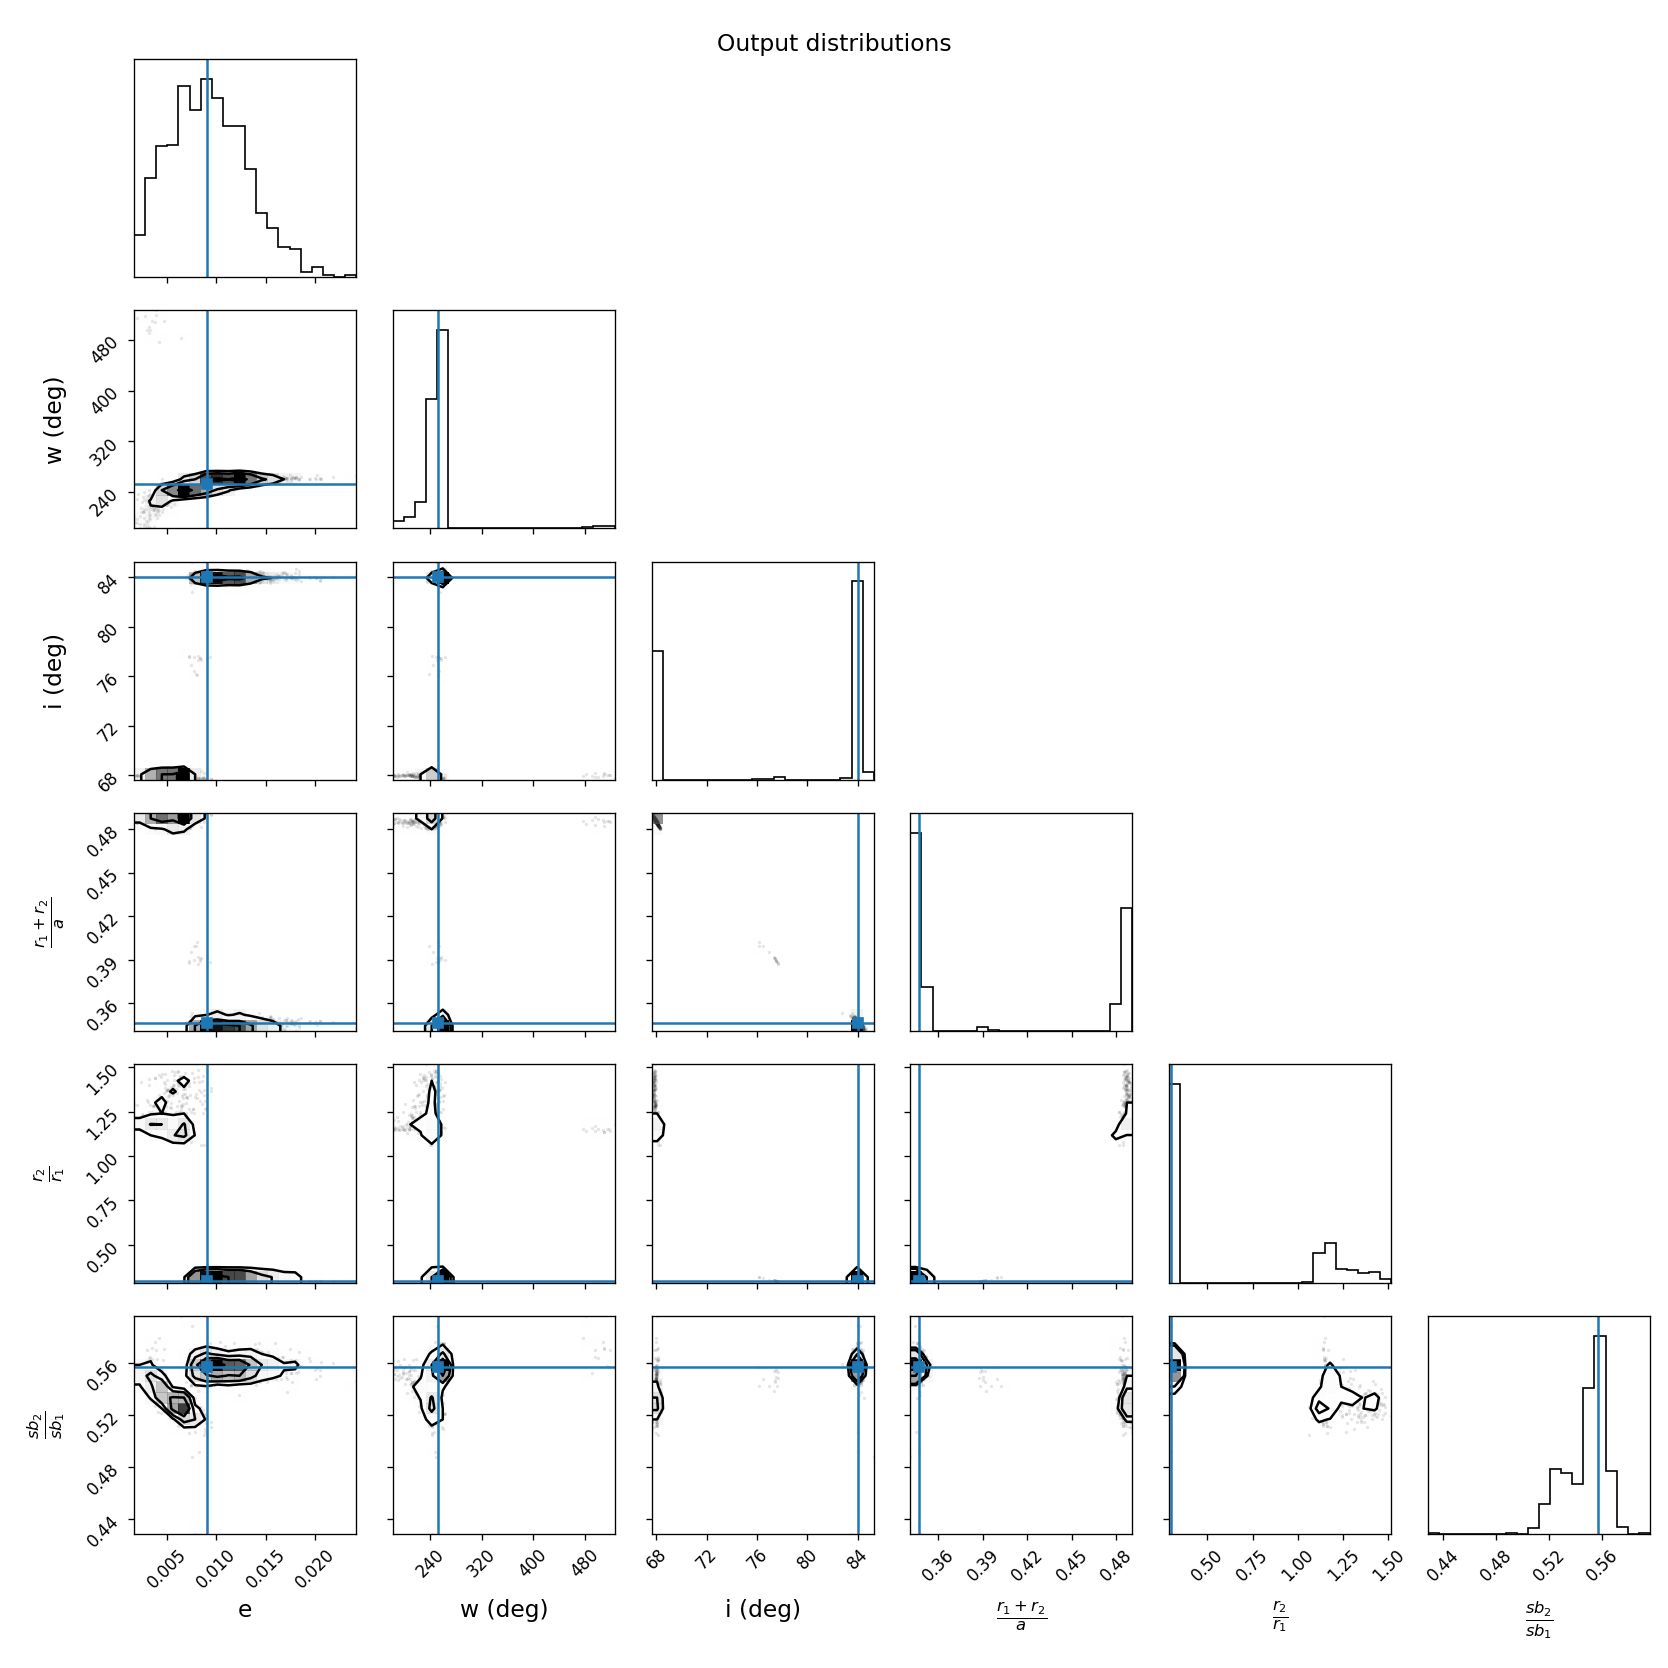 Output distributions
480
400
320
240
w (deg)
84
80
76
72
68
i (deg)
0.48
0.45
0.42
0.39
0.36
r₁ + r₂
a
1.50
1.25
1.00
0.75
0.50
r₂
r₁
0.56
0.52
0.48
0.44
sb₂
sb₁
0.005 0.010 0.015 0.020 240 320 400 480 68 72 76 80 84 0.36 0.39 0.42 0.45 0.48 0.50 0.75 1.00 1.25 1.50 0.44 0.48 0.52 0.56
e w (deg) i (deg) r₁ + r₂ r₂ sb₂
a r₁ sb₁